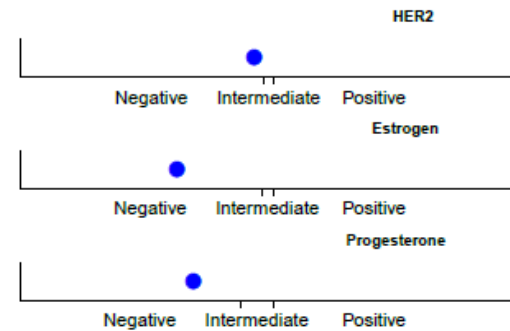 HER2
Negative Intermediate Positive
Estrogen
Negative Intermediate Positive
Progesterone
Negative Intermediate Positive